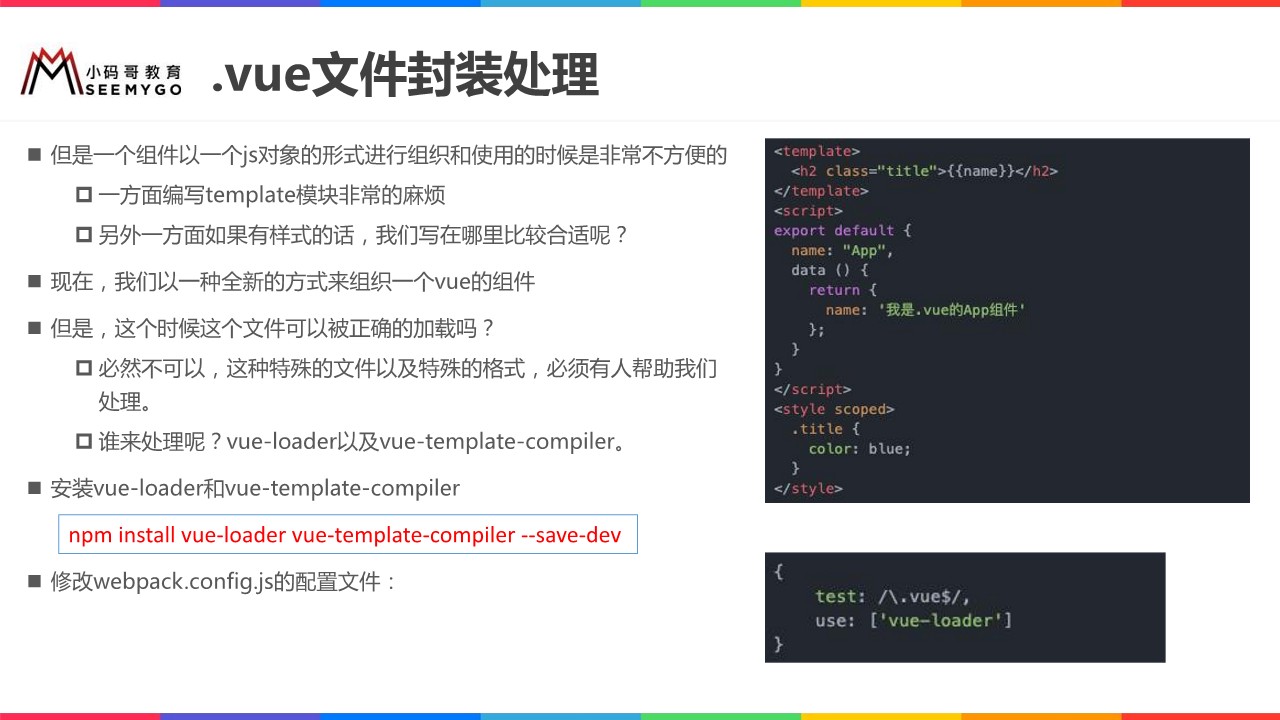 小码哥教育
SEEMYGO
.vue文件封装处理
■ 但是一个组件以一个js对象的形式进行组织和使用的时候是非常不方便的
一方面编写template模块非常的麻烦
另外一方面如果有样式的话，我们写在哪里比较合适呢？
■ 现在，我们以一种全新的方式来组织一个vue的组件
■ 但是，这个时候这个文件可以被正确的加载吗？
必然不可以，这种特殊的文件以及特殊的格式，必须有人帮助我们
处理。
谁来处理呢？vue-loader以及vue-template-compiler。
■ 安装vue-loader和vue-template-compiler
npm install vue-loader vue-template-compiler --save-dev
■ 修改webpack.config.js的配置文件：
<template>
  <h2 class="title">{{name}}</h2>
</template>
<script>
export default {
  name: "App",
  data () {
    return {
      name: '我是.vue的App组件'
    };
  }
}
</script>
<style scoped>
  .title {
    color: blue;
  }
</style>
{
    test: /\.vue$/,
    use: ['vue-loader']
}